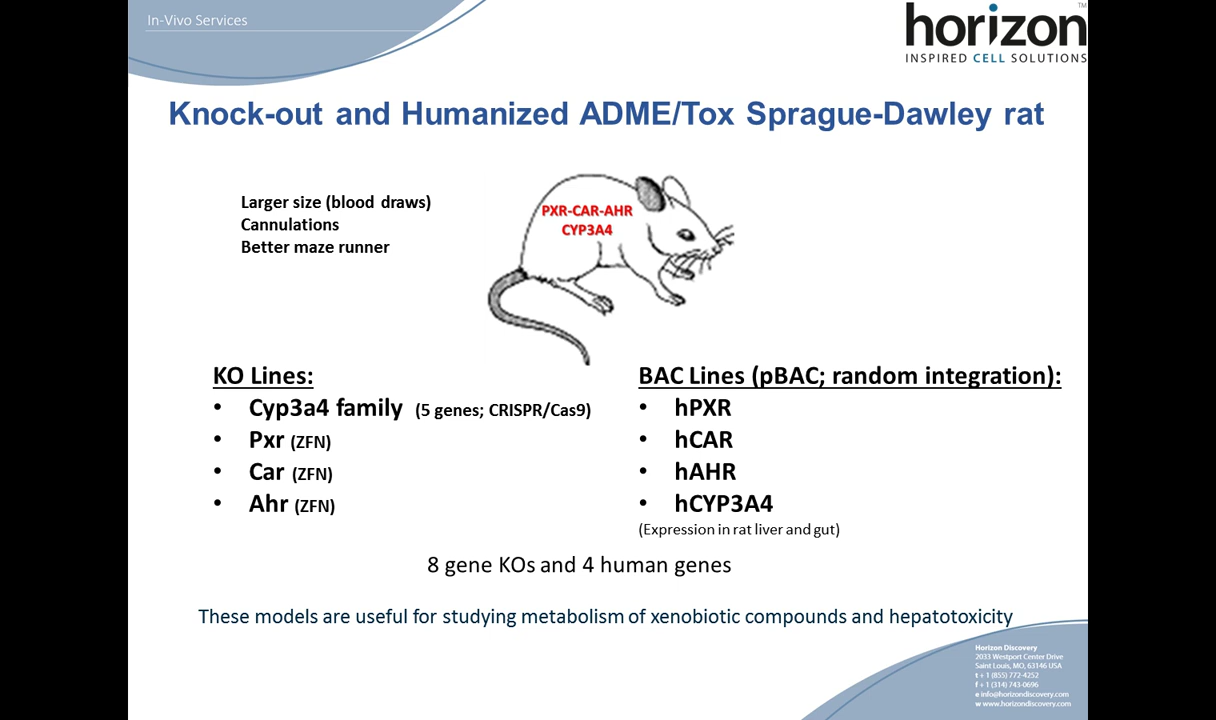 In-Vivo Services
horizon™
INSPIRED CELL SOLUTIONS
Knock-out and Humanized ADME/Tox Sprague-Dawley rat
Larger size (blood draws)
Cannulations
Better maze runner
PXR-CAR-AHR
CYP3A4
KO Lines:
• Cyp3a4 family (5 genes; CRISPR/Cas9)
• Pxr (ZFN)
• Car (ZFN)
• Ahr (ZFN)
BAC Lines (pBAC; random integration):
• hPXR
• hCAR
• hAHR
• hCYP3A4
(Expression in rat liver and gut)
8 gene KOs and 4 human genes
These models are useful for studying metabolism of xenobiotic compounds and hepatotoxicity
Horizon Discovery
2033 Westport Center Drive
Saint Louis, MO, 63146 USA
t + 1 (855) 772-4252
f + 1 (314) 743-0696
e info@horizondiscovery.com
w www.horizondiscovery.com